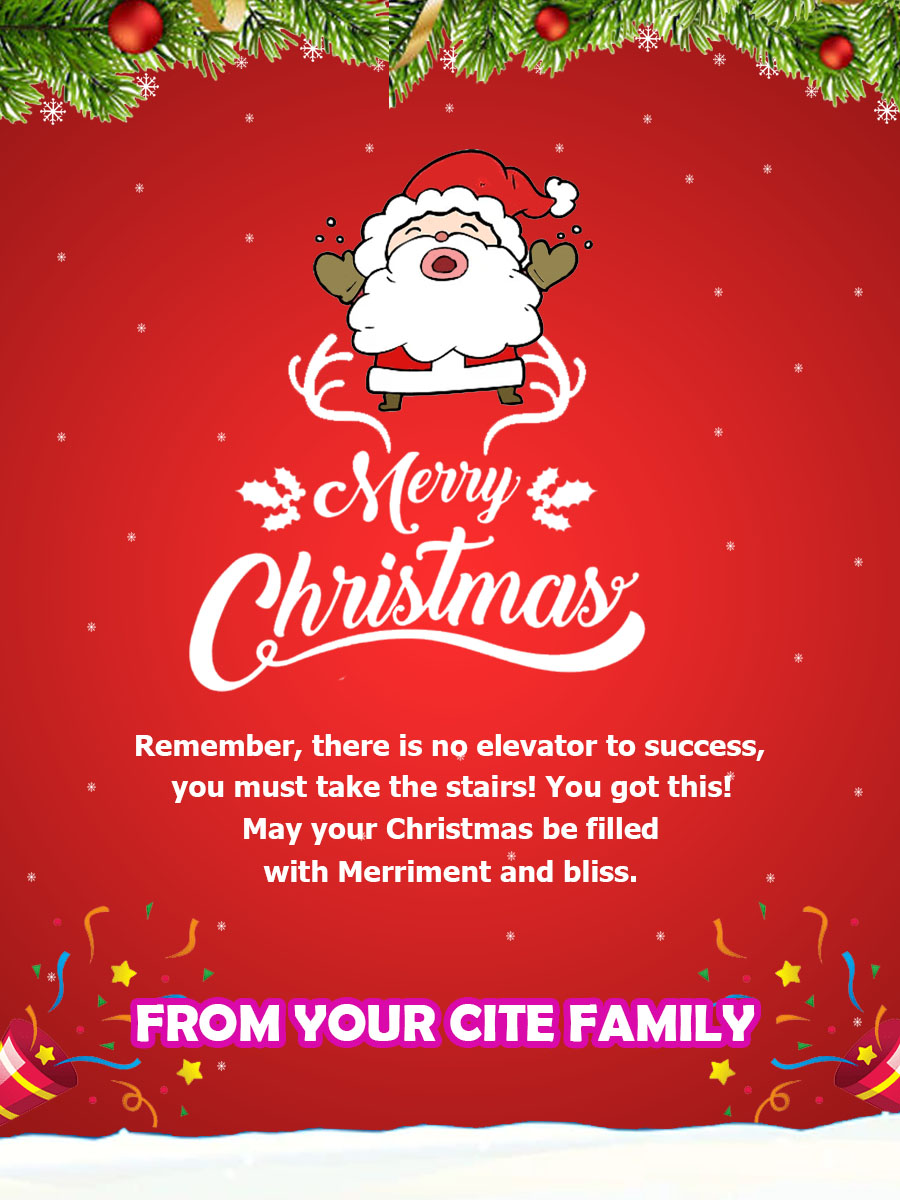 Merry
Christmas
Remember, there is no elevator to success,
you must take the stairs! You got this!
May your Christmas be filled
with Merriment and bliss.
FROM YOUR CITE FAMILY